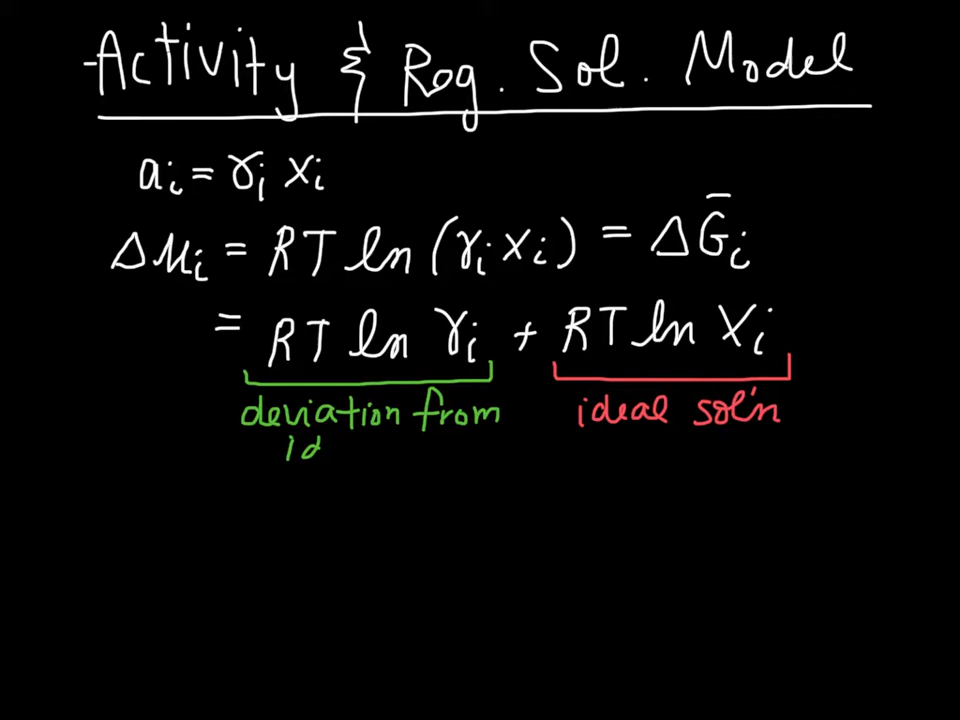 Activity & Reg. Sol. Model
aᵢ = γᵢ xᵢ
Δμᵢ = RT ln (γᵢ xᵢ) = ΔG̅ᵢ
= RT ln γᵢ + RT ln Xᵢ
deviation from ideal sol'n
id